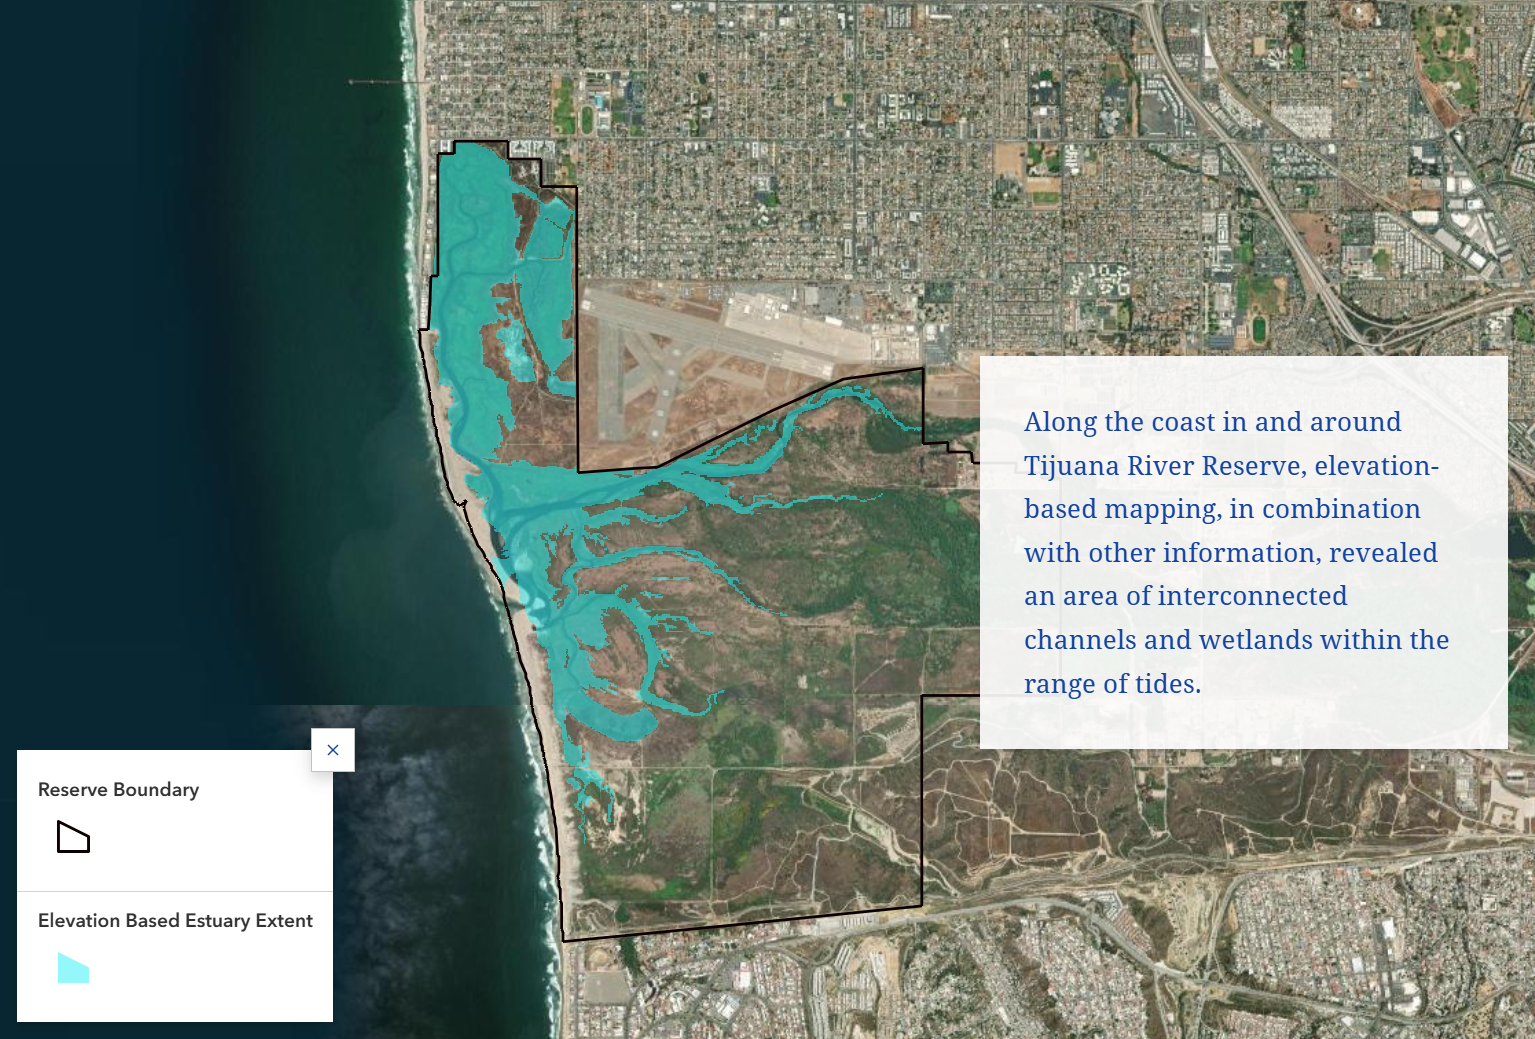 Along the coast in and around
Tijuana River Reserve, elevation-
based mapping, in combination
with other information, revealed
an area of interconnected
channels and wetlands within the
range of tides.
Reserve Boundary
Elevation Based Estuary Extent